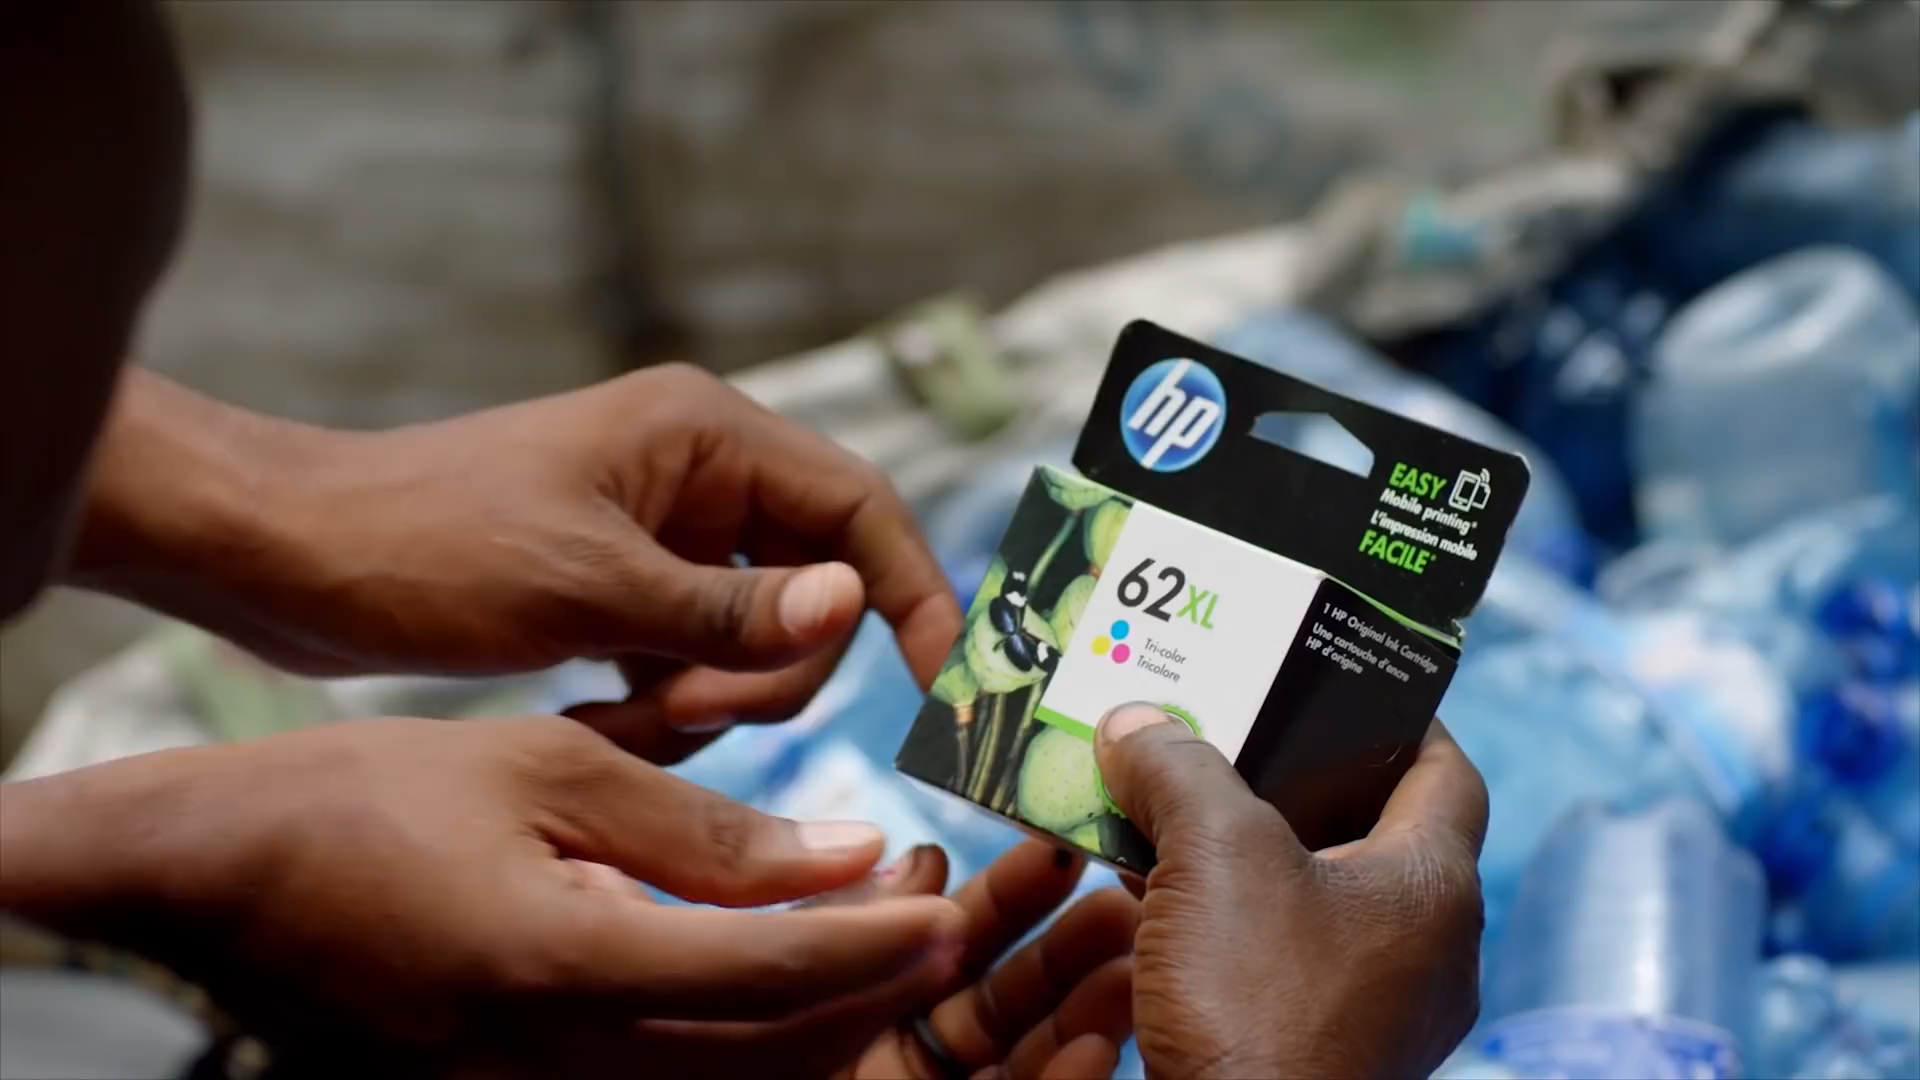 hp
EASY
Mobile printing*
L'impression mobile
FACILE*
62XL
Tri-color
Tricolore
1 HP Original Ink Cartridge
Une cartouche d'encre
HP d'origine